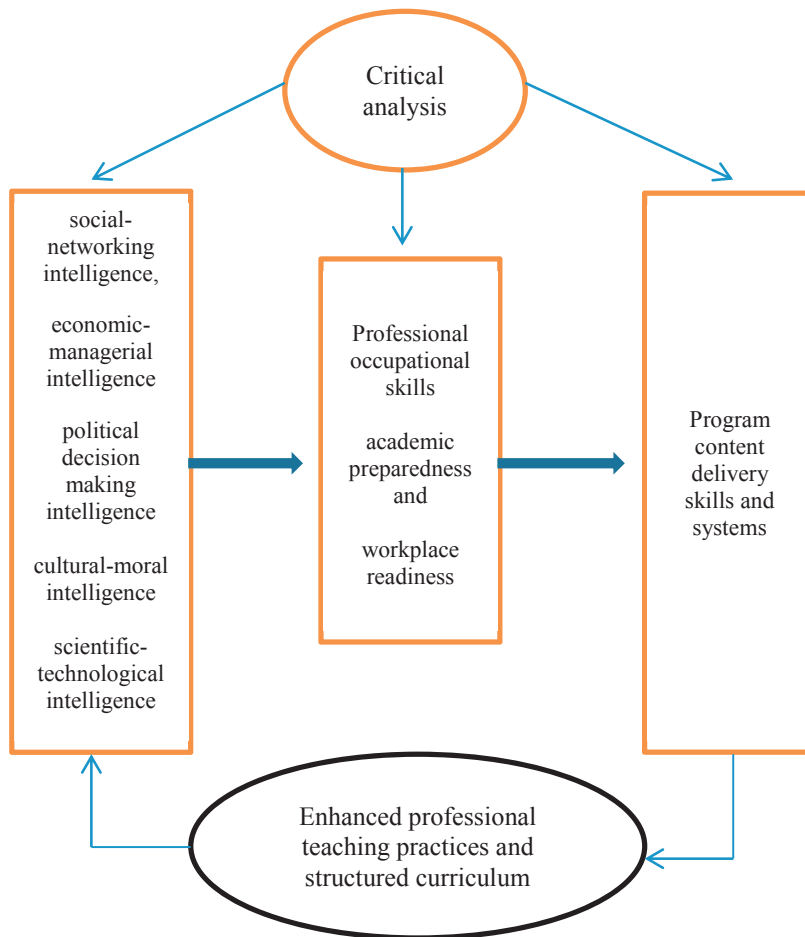 Critical
analysis
social-
networking
intelligence,
economic-
managerial
intelligence
political
decision
making
intelligence
cultural-moral
intelligence
scientific-
technological
intelligence
Professional
occupational
skills
academic
preparedness
and
workplace
readiness
Program
content
delivery
skills and
systems
Enhanced professional
teaching practices and
structured curriculum